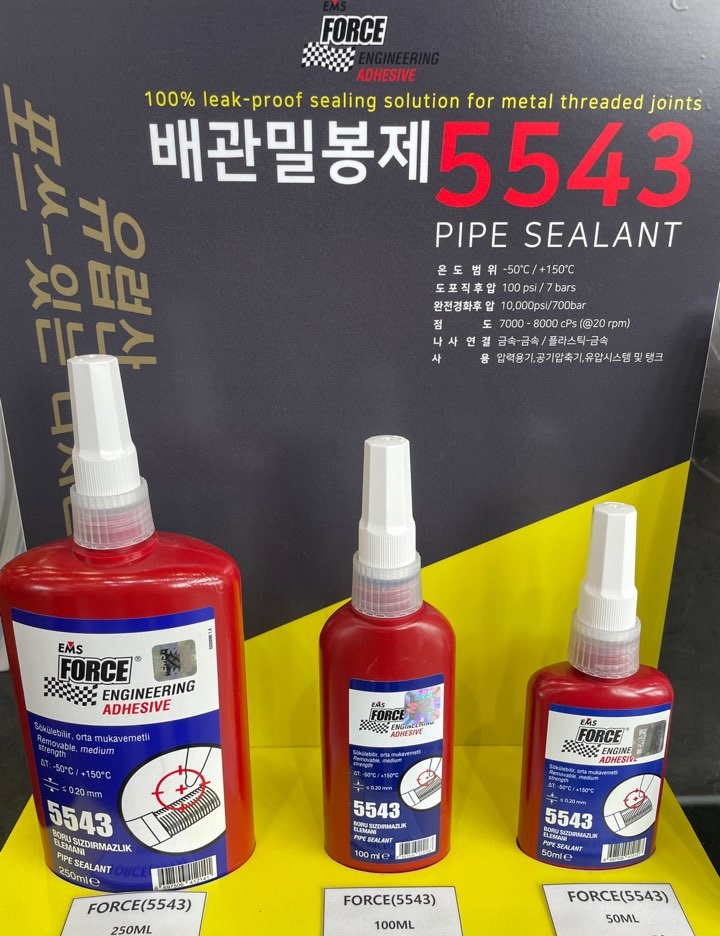 EMS
FORCE
ENGINEERING
ADHESIVE
100% leak-proof sealing solution for metal threaded joints
배관밀봉제 5543
PIPE SEALANT
온도범위 -50°C / +150°C
도포직후압 100 psi / 7 bars
완전경화후압 10,000psi/700bar
점도 7000 - 8000 cPs (@20 rpm)
나사연결 금속-금속 / 플라스틱-금속
사용 압력용기,공기압축기,유압시스템 및 탱크
EMS
FORCE®
ENGINEERING
ADHESIVE
Sökülebilir, orta mukavemetli
Removable, medium
strength
ΔT: -50°C / +150°C
≤ 0.20 mm
5543
BORU SIZDIRMAZLIK
ELEMANI
PIPE SEALANT
250ml e
EMS
FORCE
ENGINEERING
ADHESIVE
Sökülebilir, orta mukavemetli
Removable, medium
strength
ΔT: -50°C / +150°C
≤ 0.20 mm
5543
BORU SIZDIRMAZLIK
ELEMANI
PIPE SEALANT
100 ml e
EMS
FORCE
ADHESIVE
Sökülebilir, orta mukavemetli
Removable, medium
strength
ΔT: -50°C / +150°C
≤ 0.20 mm
5543
BORU SIZDIRMAZLIK
ELEMANI
PIPE SEALANT
50ml e
FORCE(5543)
250ML
FORCE(5543)
100ML
FORCE(5543)
50ML